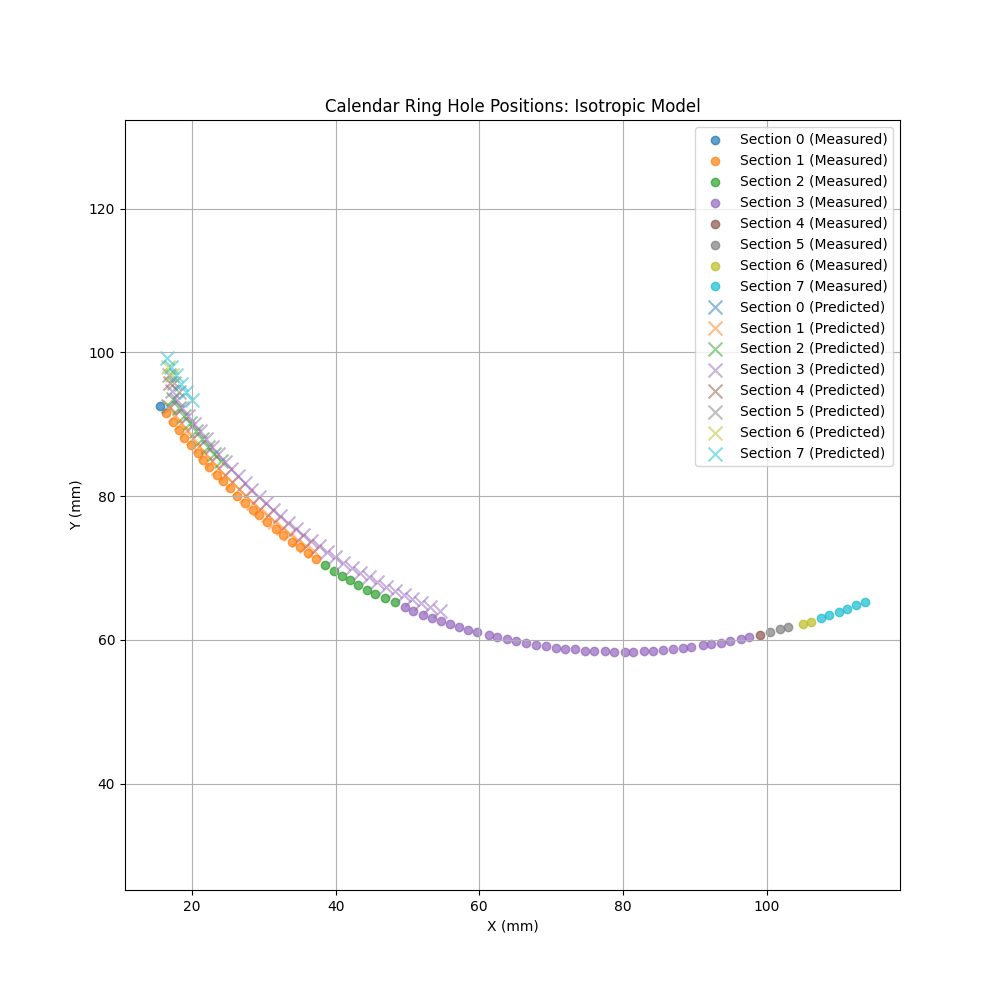 Calendar Ring Hole Positions: Isotropic Model
Section 0 (Measured)
Section 1 (Measured)
Section 2 (Measured)
Section 3 (Measured)
Section 4 (Measured)
Section 5 (Measured)
Section 6 (Measured)
Section 7 (Measured)
Section 0 (Predicted)
Section 1 (Predicted)
Section 2 (Predicted)
Section 3 (Predicted)
Section 4 (Predicted)
Section 5 (Predicted)
Section 6 (Predicted)
Section 7 (Predicted)
120
100
80
60
40
Y (mm)
20 40 60 80 100
X (mm)